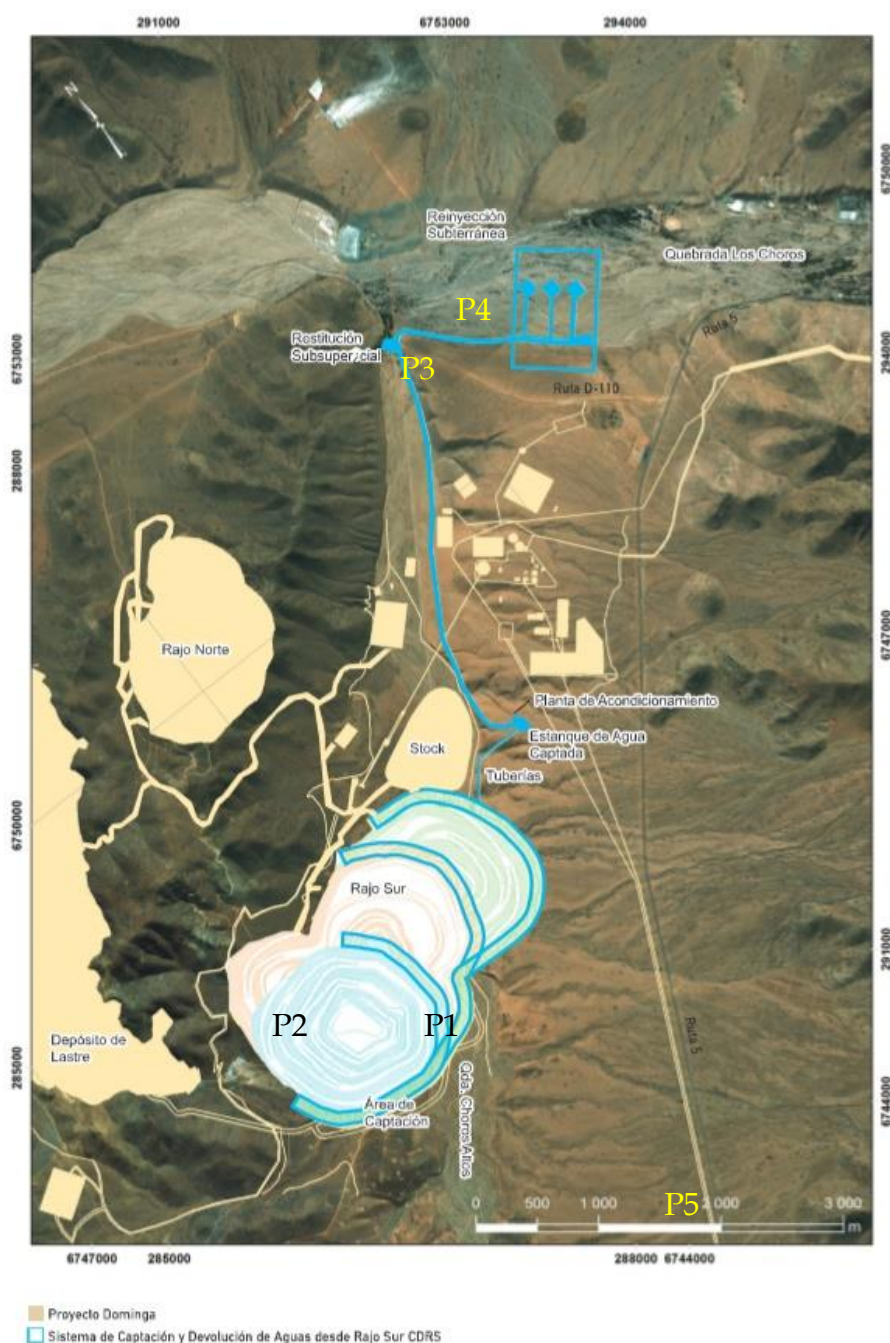 291000 6753000 294000
N
6750000
Reinyección
Subterránea
Quebrada Los Choros
P4
Ruta 5
Restitución
Subsuper¿cial
P3
6753000
294000
Ruta D-110
288000
Rajo Norte
6747000
Planta de Acondicionamiento
Stock
Estanque de Agua
Captada
Tuberías
6750000
Rajo Sur
291000
P2
P1
Ruta 5
Depósito de
Lastre
285000
Qda. Choros Altos
6744000
Área de
Captación
P5
0 500 1 000 2 000 3 000
m
6747000 285000 288000 6744000
Proyecto Dominga
Sistema de Captación y Devolución de Aguas desde Rajo Sur CDRS